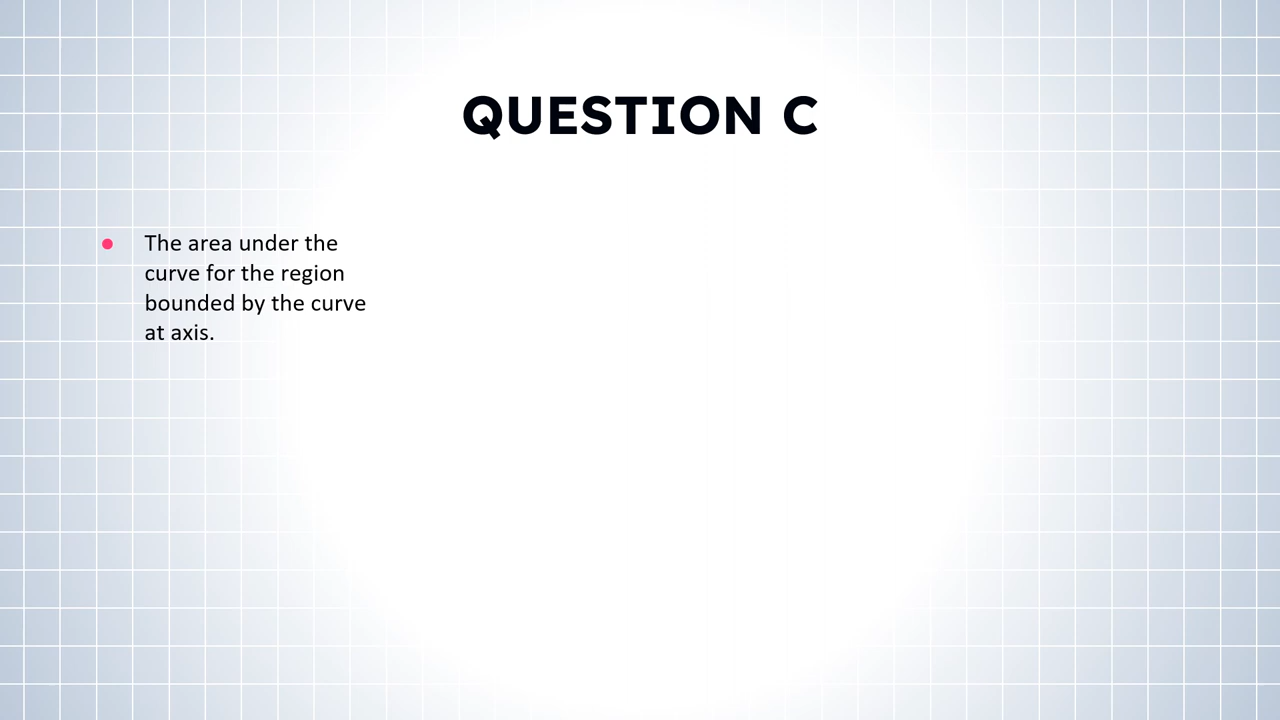 QUESTION C
The area under the
curve for the region
bounded by the curve
at axis.